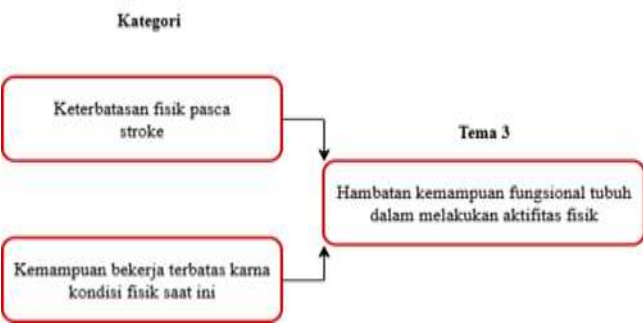 Kategori
Keterbatasan fisik pasca
stroke
Tema 3
Hambatan kemampuan fungsional tubuh
dalam melakukan aktifitas fisik
Kemampuan bekerja terbatas karna
kondisi fisik saat ini